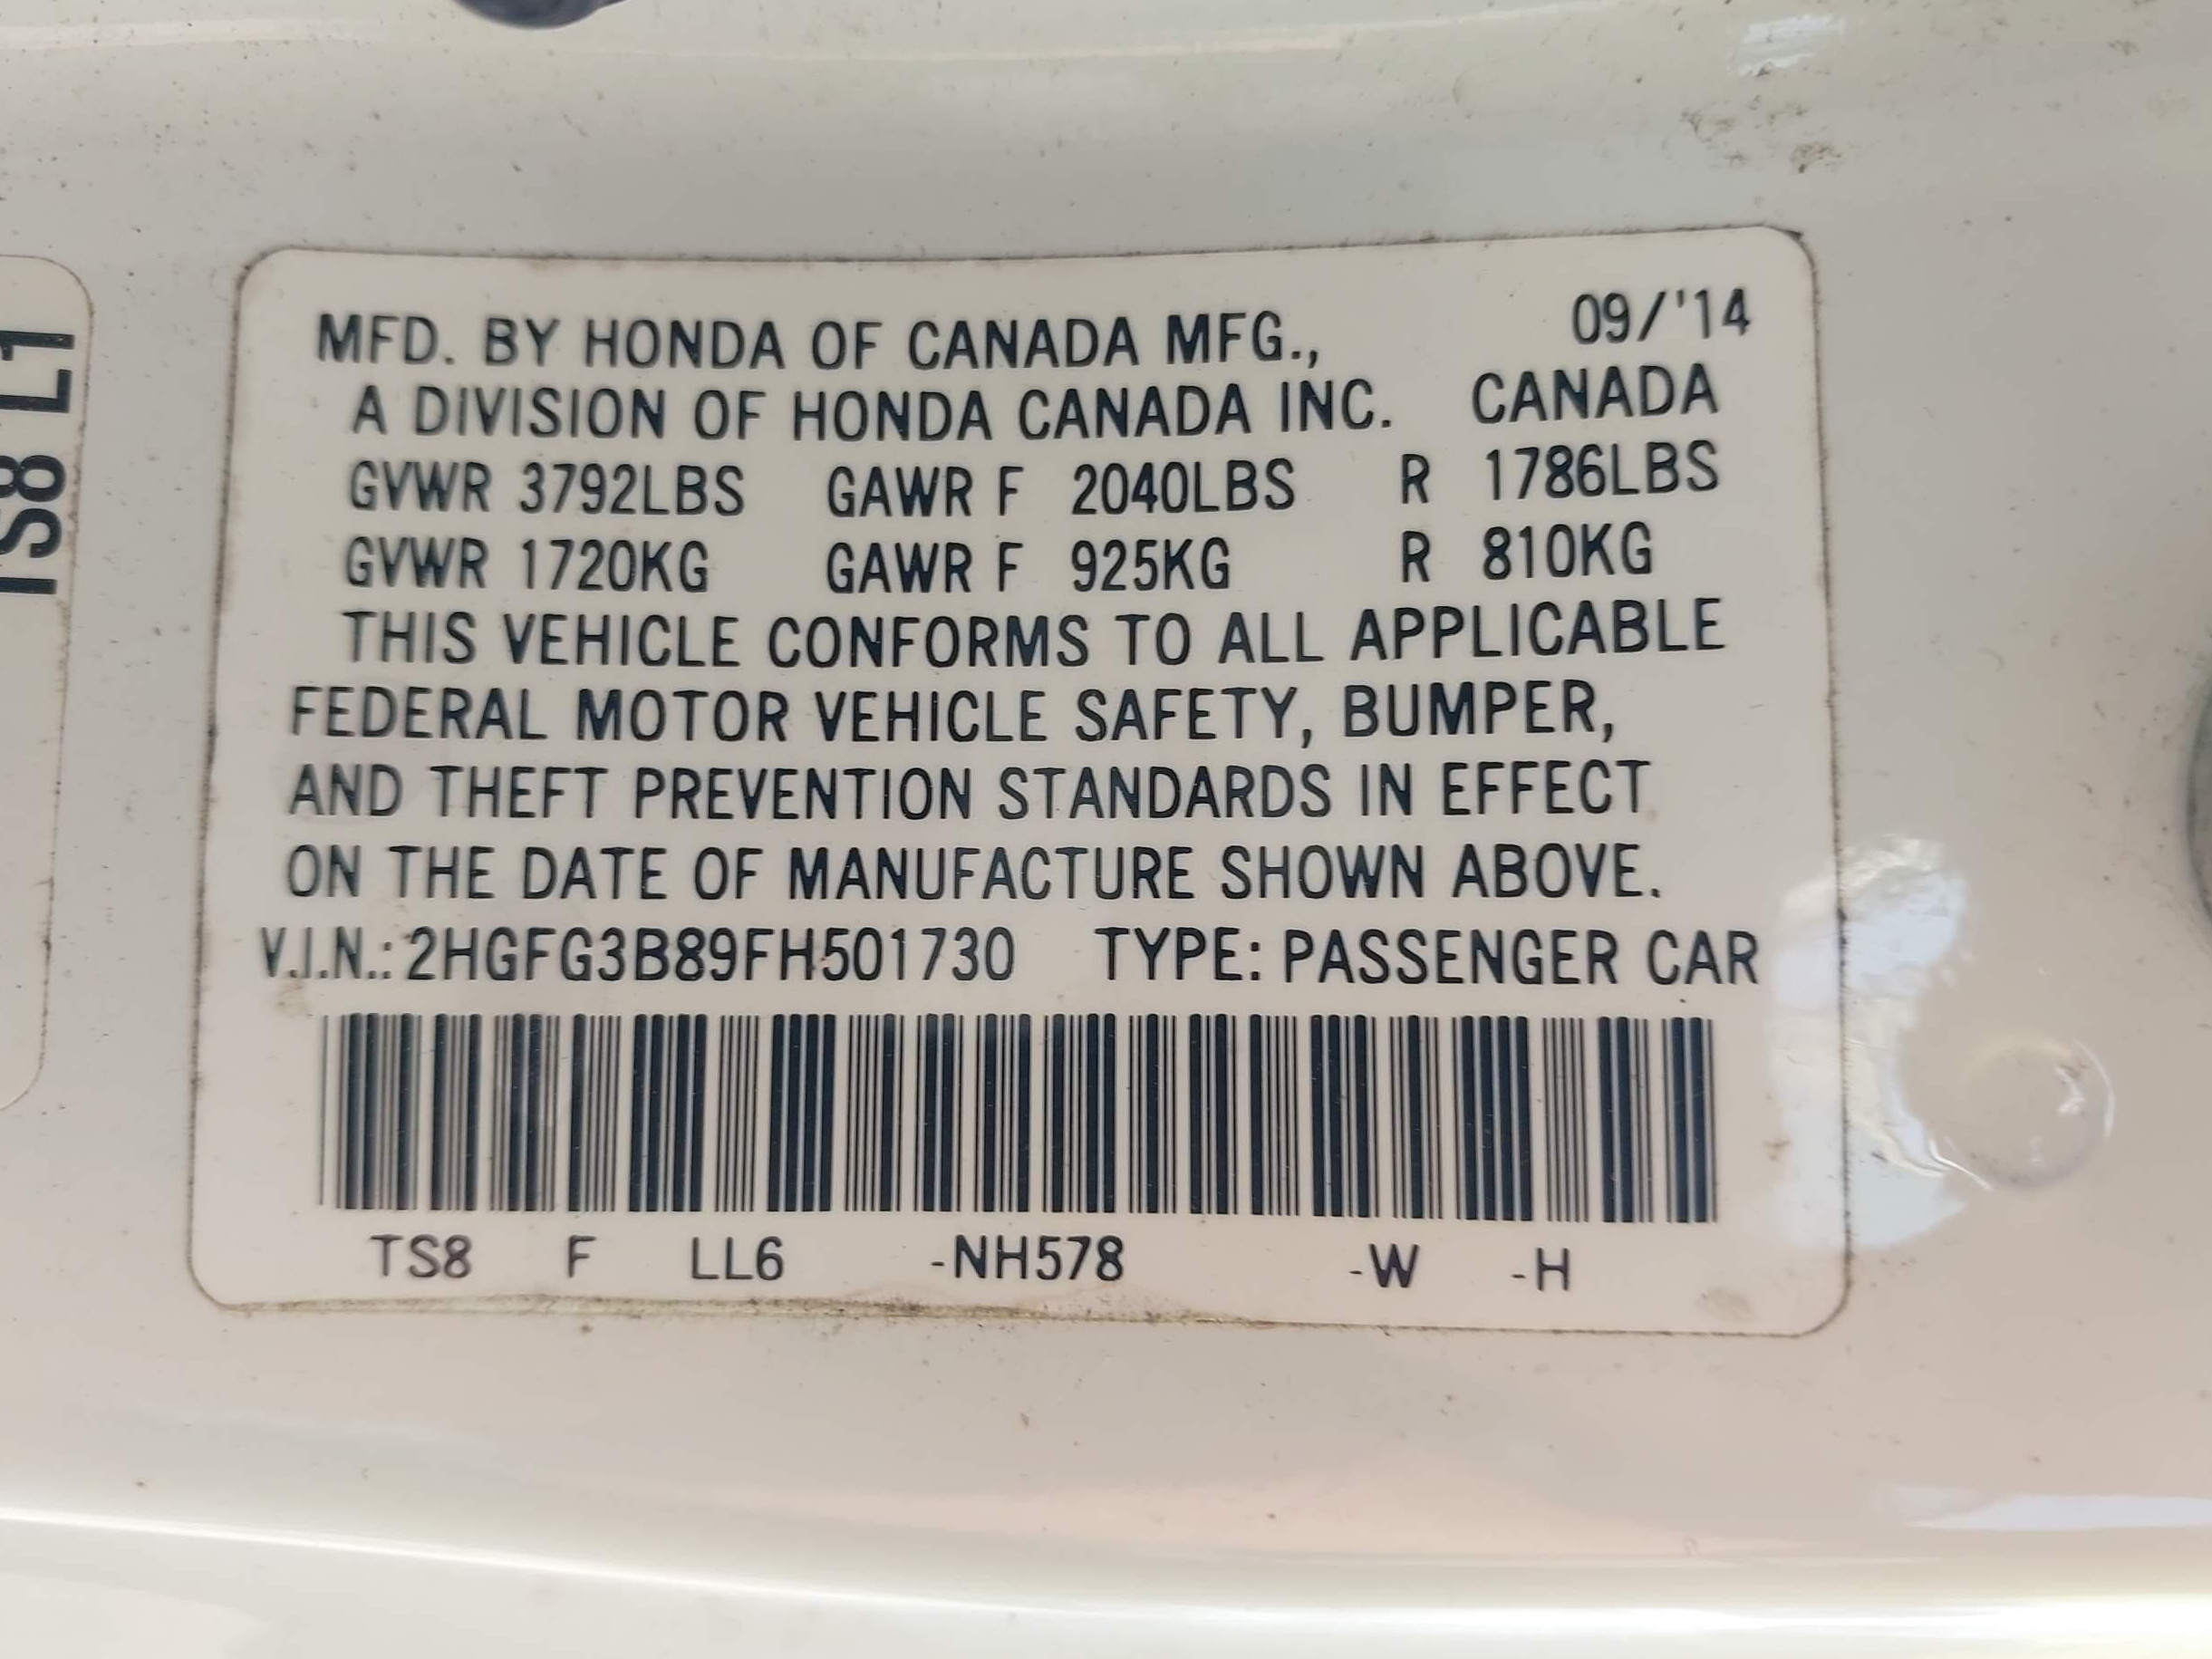 MFD. BY HONDA OF CANADA MFG., 09/'14
A DIVISION OF HONDA CANADA INC. CANADA
GVWR 3792LBS GAWR F 2040LBS R 1786LBS
GVWR 1720KG GAWR F 925KG R 810KG
THIS VEHICLE CONFORMS TO ALL APPLICABLE
FEDERAL MOTOR VEHICLE SAFETY, BUMPER,
AND THEFT PREVENTION STANDARDS IN EFFECT
ON THE DATE OF MANUFACTURE SHOWN ABOVE.
V.I.N.: 2HGFG3B89FH501730 TYPE: PASSENGER CAR
TS8 F LL6 -NH578 -W -H
TS8 L1